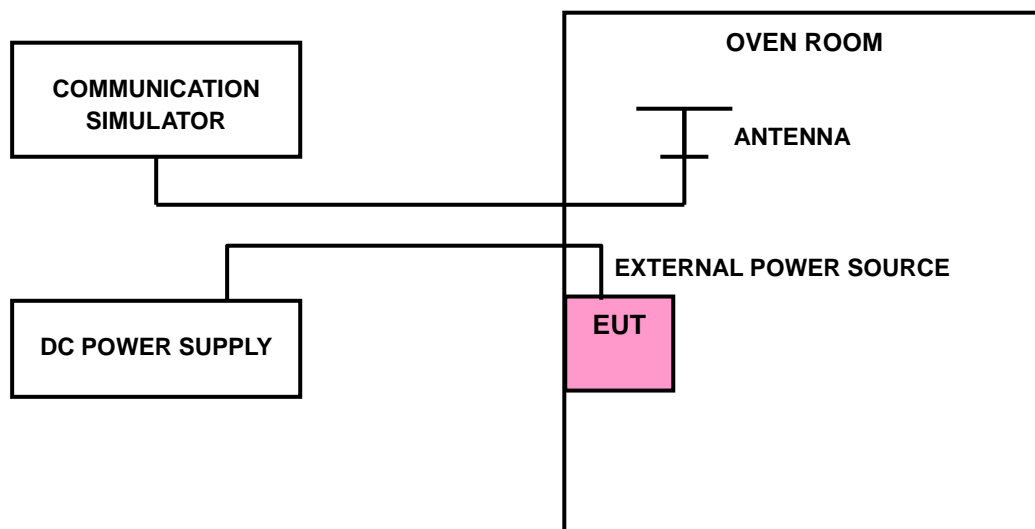 OVEN ROOM
COMMUNICATION
SIMULATOR
ANTENNA
EXTERNAL POWER SOURCE
EUT
DC POWER SUPPLY